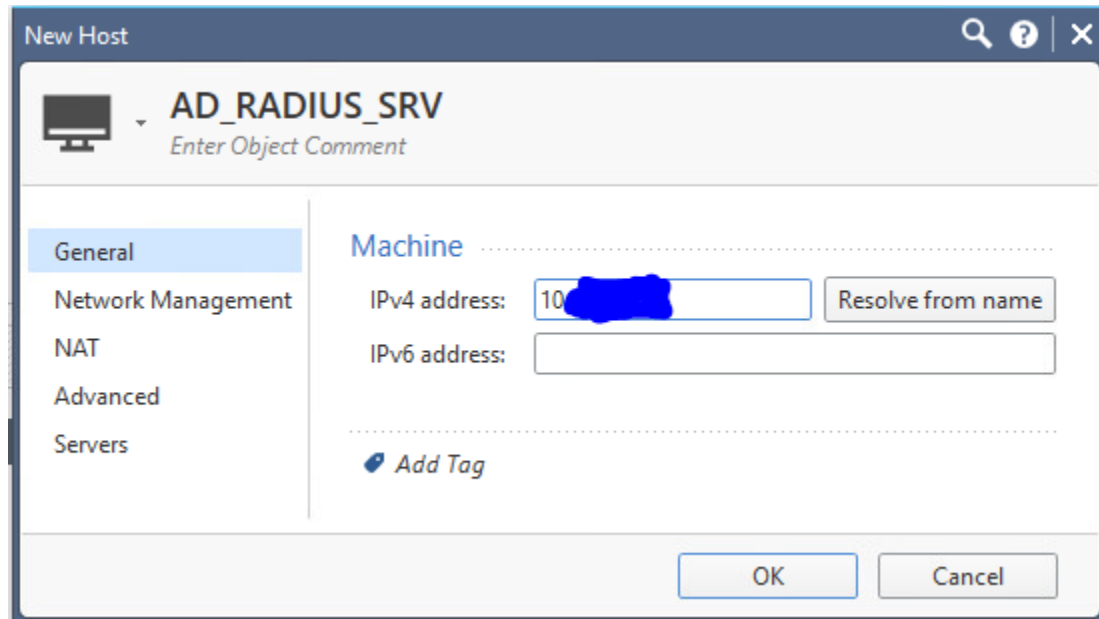 New Host
AD_RADIUS_SRV
Enter Object Comment
General
Network Management
NAT
Advanced
Servers
Machine
IPv4 address: 10 Resolve from name
IPv6 address:
Add Tag
OK Cancel